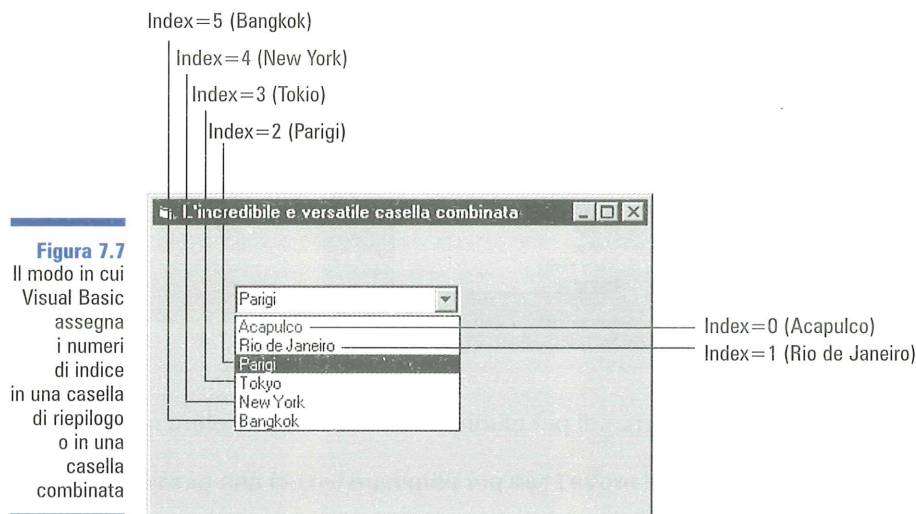 Index=5 (Bangkok)
Index=4 (New York)
Index=3 (Tokio)
Index=2 (Parigi)
L'incredibile e versatile casella combinata
Parigi
Acapulco
Rio de Janeiro
Parigi
Tokyo
New York
Bangkok
Index=0 (Acapulco)
Index=1 (Rio de Janeiro)
Figura 7.7
Il modo in cui
Visual Basic
assegna
i numeri
di indice
in una casella
di riepilogo
o in una
casella
combinata